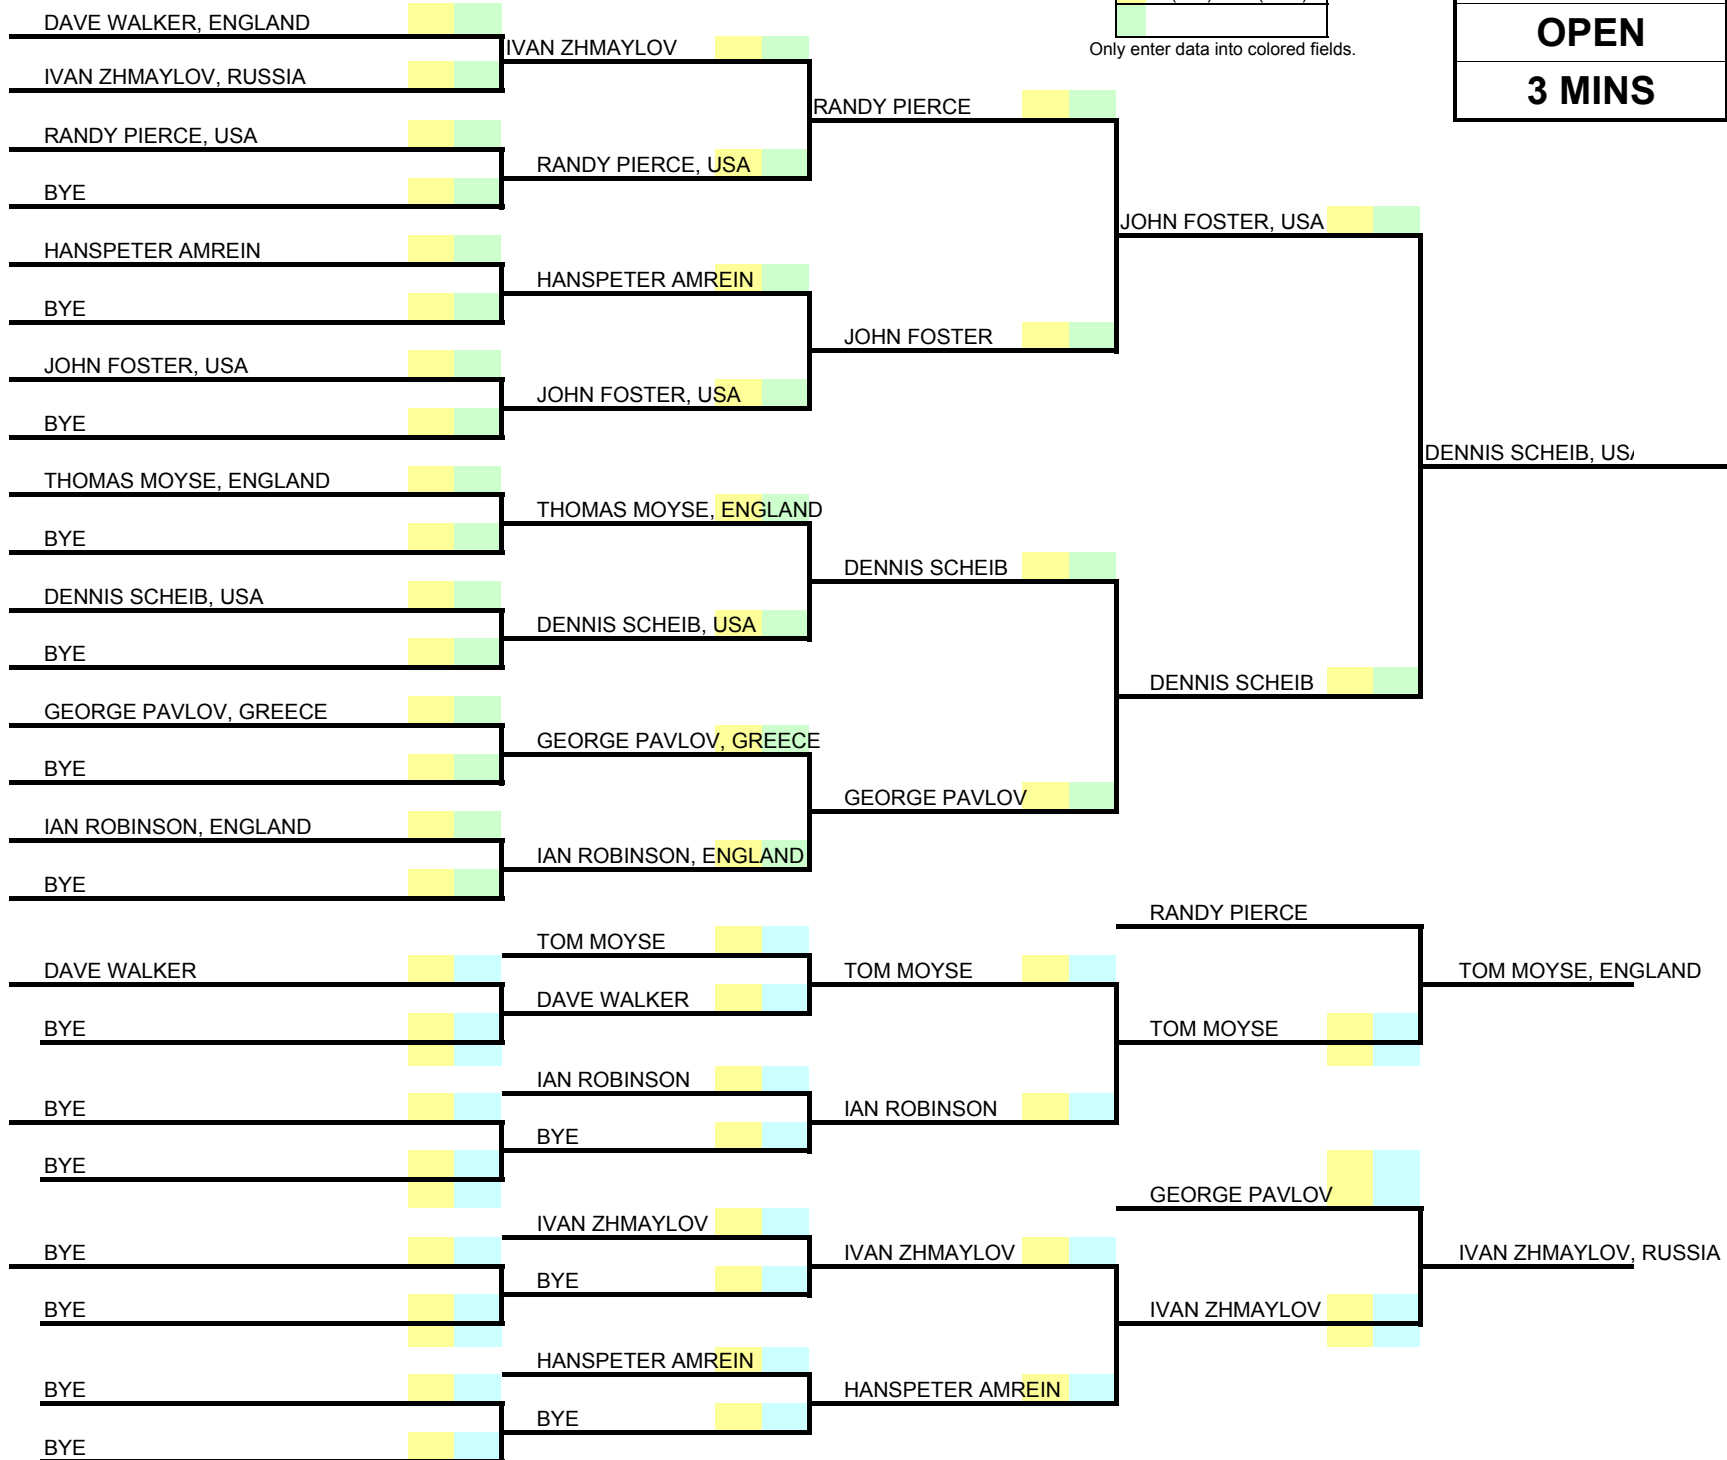 OPEN
3 MINS
Only enter data into colored fields.
DAVE WALKER, ENGLAND
IVAN ZHMAYLOV, RUSSIA
RANDY PIERCE, USA
BYE
HANSPETER AMREIN
BYE
JOHN FOSTER, USA
BYE
THOMAS MOYSE, ENGLAND
BYE
DENNIS SCHEIB, USA
BYE
GEORGE PAVLOV, GREECE
BYE
IAN ROBINSON, ENGLAND
BYE
IVAN ZHMAYLOV
RANDY PIERCE, USA
HANSPETER AMREIN
JOHN FOSTER, USA
THOMAS MOYSE, ENGLAND
DENNIS SCHEIB, USA
GEORGE PAVLOV, GREECE
IAN ROBINSON, ENGLAND
RANDY PIERCE
JOHN FOSTER
DENNIS SCHEIB
GEORGE PAVLOV
JOHN FOSTER, USA
DENNIS SCHEIB
DENNIS SCHEIB,
DAVE WALKER
BYE
BYE
BYE
BYE
BYE
BYE
BYE
TOM MOYSE
DAVE WALKER
IAN ROBINSON
BYE
IVAN ZHMAYLOV
BYE
HANSPETER AMREIN
BYE
TOM MOYSE
IAN ROBINSON
IVAN ZHMAYLOV
HANSPETER AMREIN
RANDY PIERCE
TOM MOYSE
GEORGE PAVLOV
IVAN ZHMAYLOV
TOM MOYSE, ENGLAND
IVAN ZHMAYLOV, RUSSIA